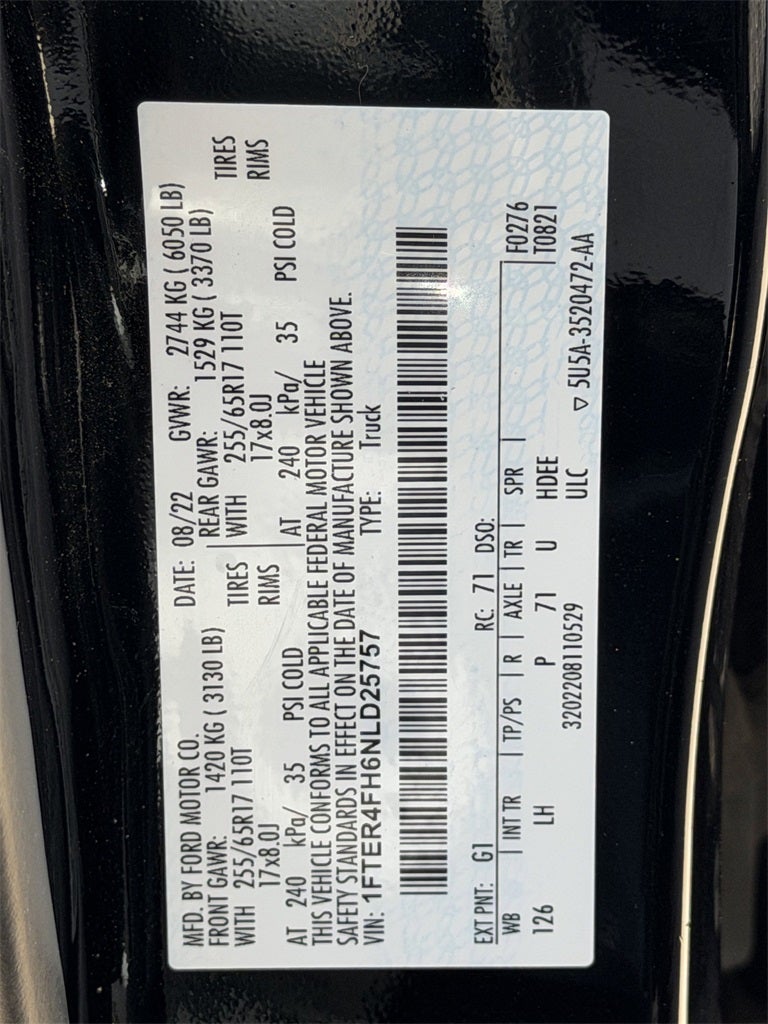 MFD. BY FORD MOTOR CO. DATE: 08/22 GVWR: 2744 KG ( 6050 LB)
FRONT GAWR: 1420 KG ( 3130 LB) REAR GAWR: 1529 KG ( 3370 LB)
WITH 255/65R17 110T TIRES WITH 255/65R17 110T TIRES
17x8.0J RIMS 17x8.0J RIMS
AT 240 kPa/ 35 PSI COLD AT 240 kPa/ 35 PSI COLD
THIS VEHICLE CONFORMS TO ALL APPLICABLE FEDERAL MOTOR VEHICLE
SAFETY STANDARDS IN EFFECT ON THE DATE OF MANUFACTURE SHOWN ABOVE.
VIN: 1FTER4FH6NLD25757 TYPE: Truck
EXT PNT: G1 RC: 71 DSO: F0276
WB INT TR TP/PS R AXLE TR SPR T0821
126 LH P 71 U HDEE
3202208110529 ULC ▽ 5U5A-3520472-AA